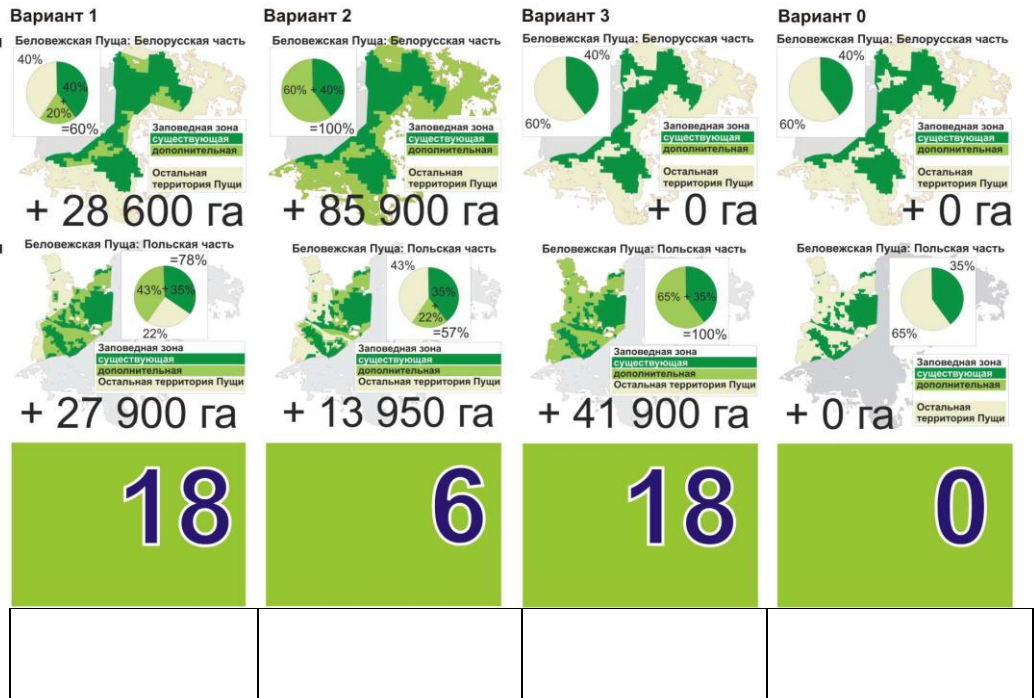 Вариант 1
Беловежская Пуща: Белорусская часть
40%
40%
+
20%
=60%
Заповедная зона
существующая
дополнительная
Остальная
территория Пущи
+ 28 600 га
Беловежская Пуща: Польская часть
=78%
43%+35%
22%
Заповедная зона
существующая
дополнительная
Остальная территория Пущи
+ 27 900 га
18
Вариант 2
Беловежская Пуща: Белорусская часть
60% + 40%
=100%
Заповедная зона
существующая
дополнительная
Остальная
территория Пущи
+ 85 900 га
Беловежская Пуща: Польская часть
43%
35%
+
22%
=57%
Заповедная зона
существующая
дополнительная
Остальная территория Пущи
+ 13 950 га
6
Вариант 3
Беловежская Пуща: Белорусская часть
40%
60%
Заповедная зона
существующая
дополнительная
Остальная
территория Пущи
+ 0 га
Беловежская Пуща: Польская часть
65% + 35%
=100%
Заповедная зона
существующая
дополнительная
Остальная территория Пущи
+ 41 900 га
18
Вариант 0
Беловежская Пуща: Белорусская часть
40%
60%
Заповедная зона
существующая
дополнительная
Остальная
территория Пущи
+ 0 га
Беловежская Пуща: Польская часть
35%
65%
Заповедная зона
существующая
дополнительная
Остальная
территория Пущи
+ 0 га
0